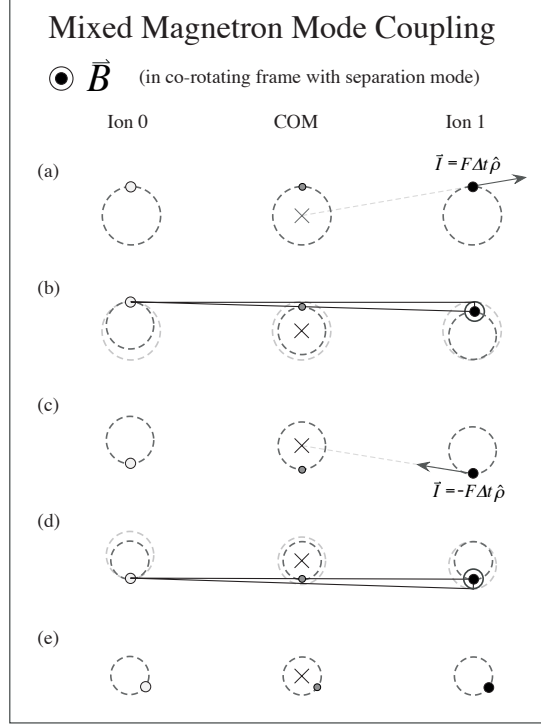 Mixed Magnetron Mode Coupling
B⃗ (in co-rotating frame with separation mode)
Ion 0 COM Ion 1
(a)
I⃗ = FΔt ρ̂
(b)
(c)
I⃗ = -FΔt ρ̂
(d)
(e)